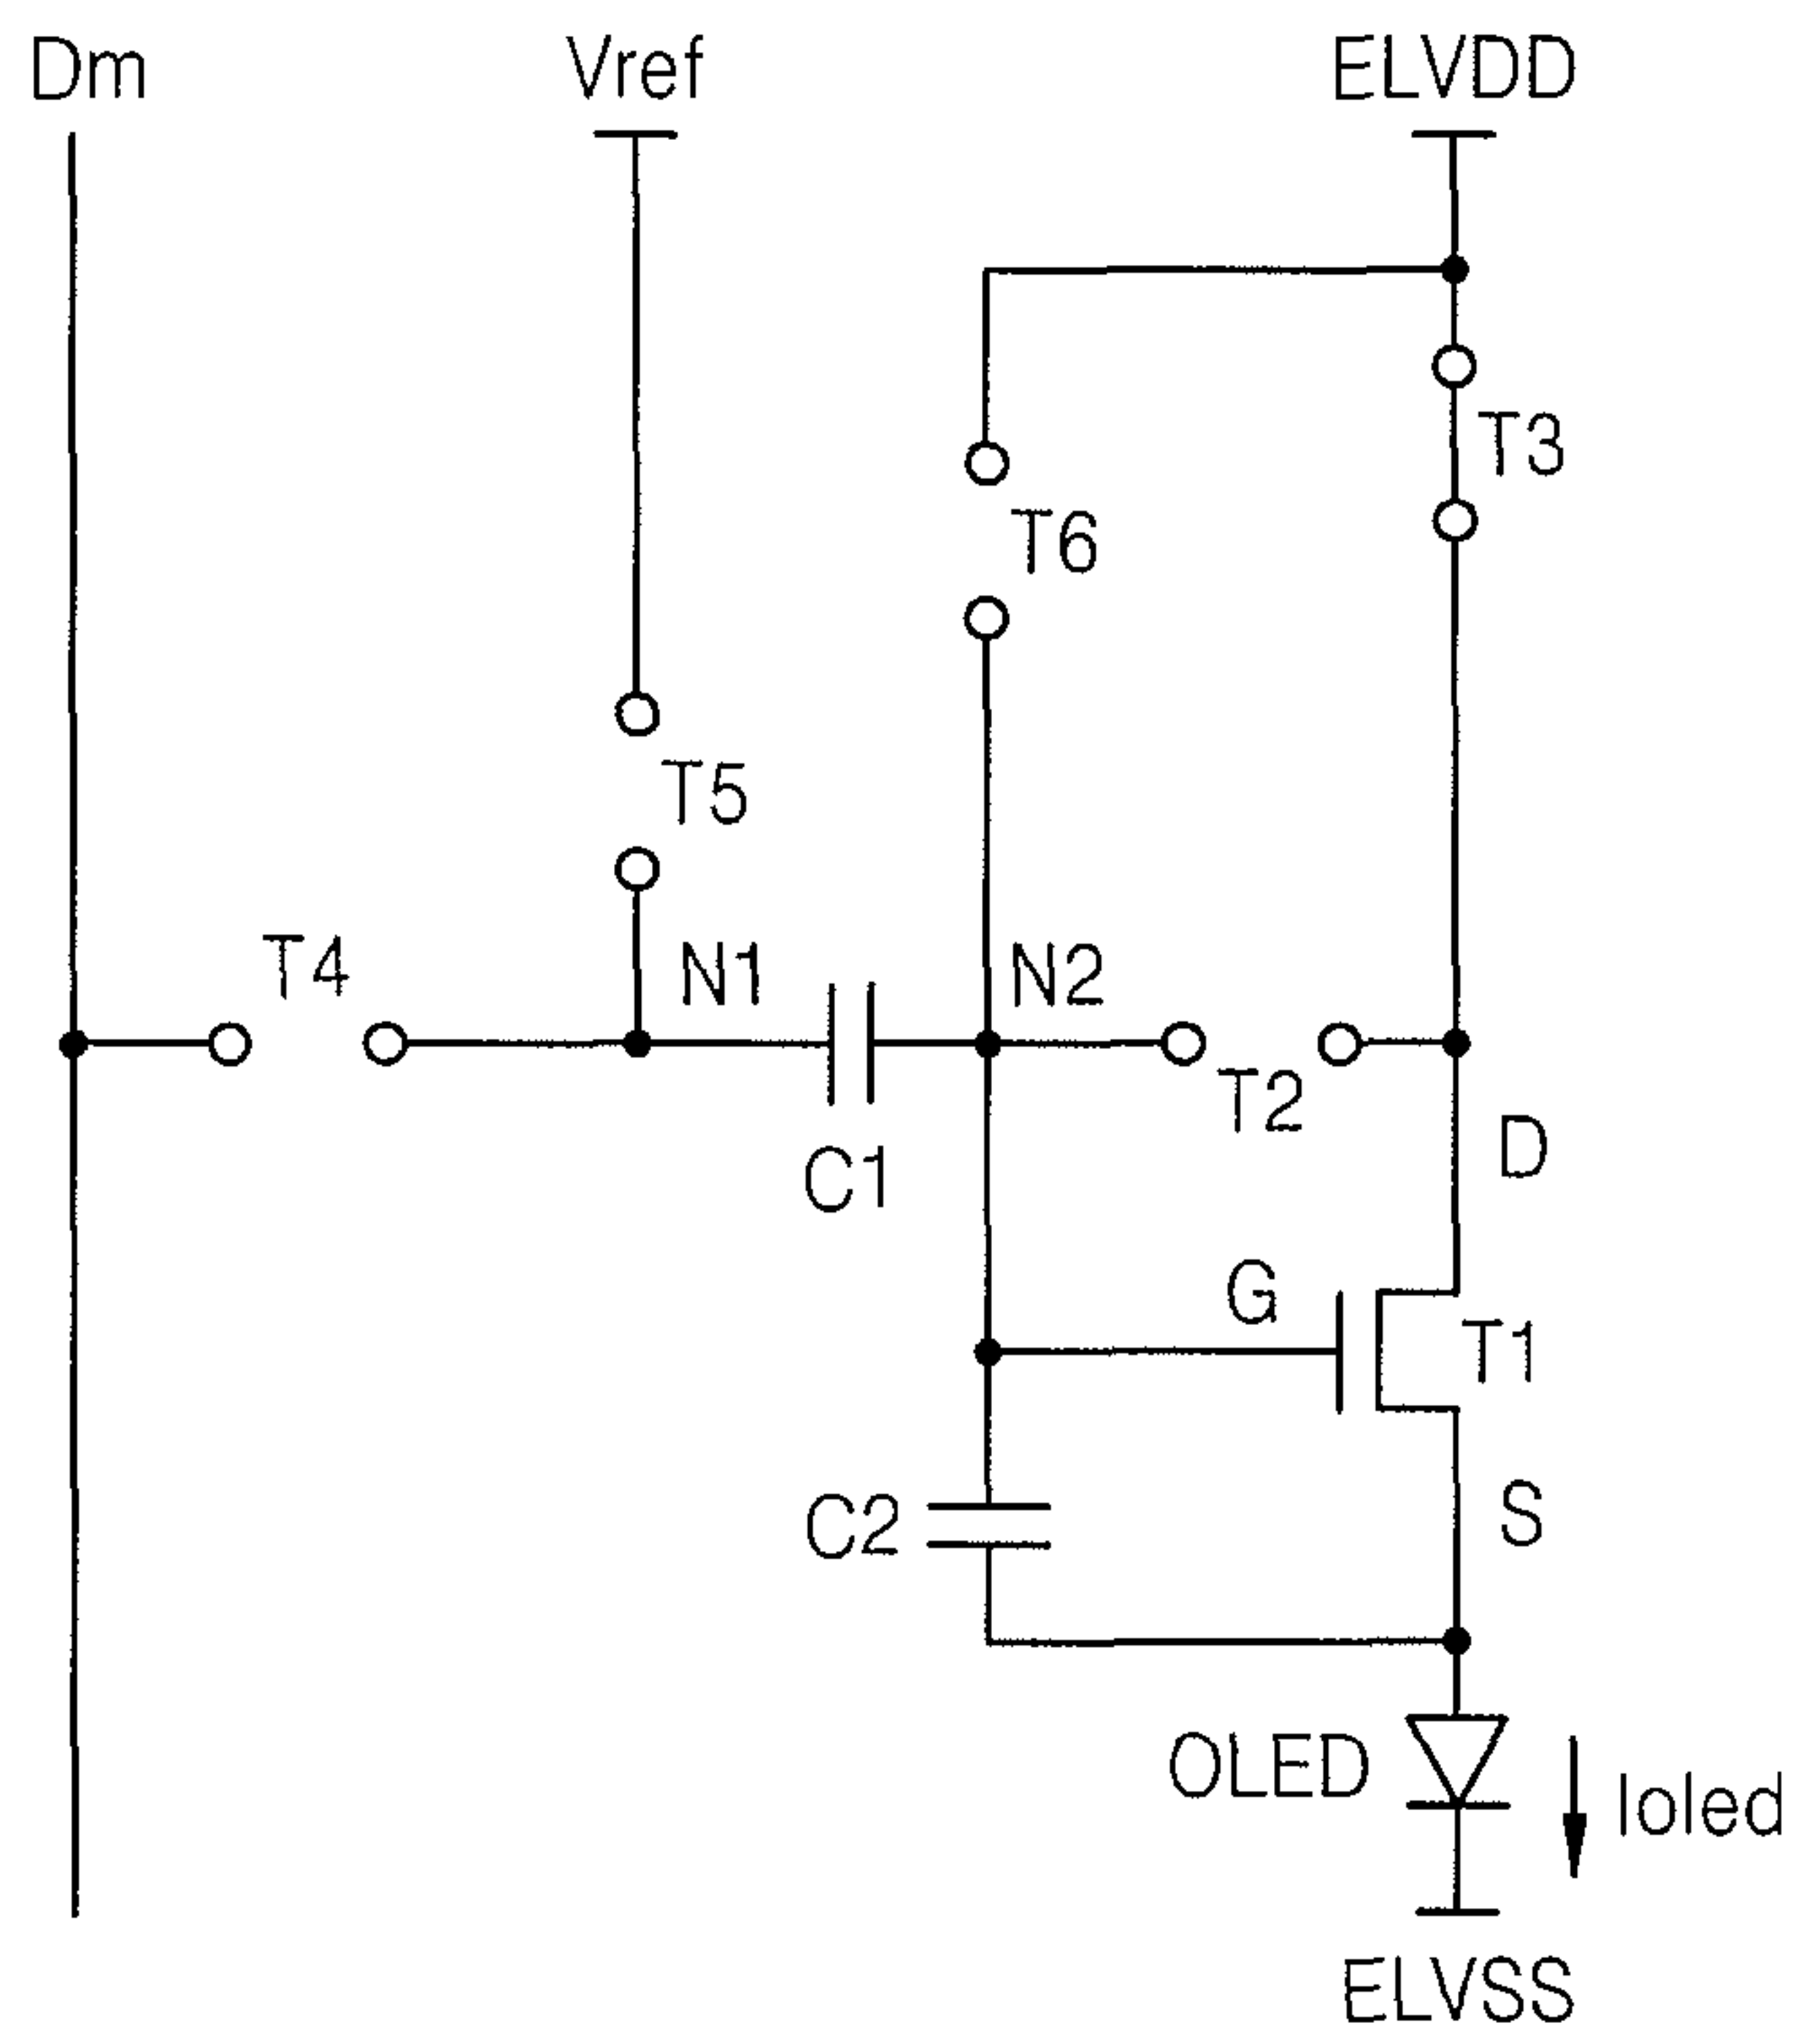 Dm
Vref
ELVDD
T3
T6
T5
T4
N1
N2
T2
C1
D
G
T1
C2
S
OLED
Ioled
ELVSS